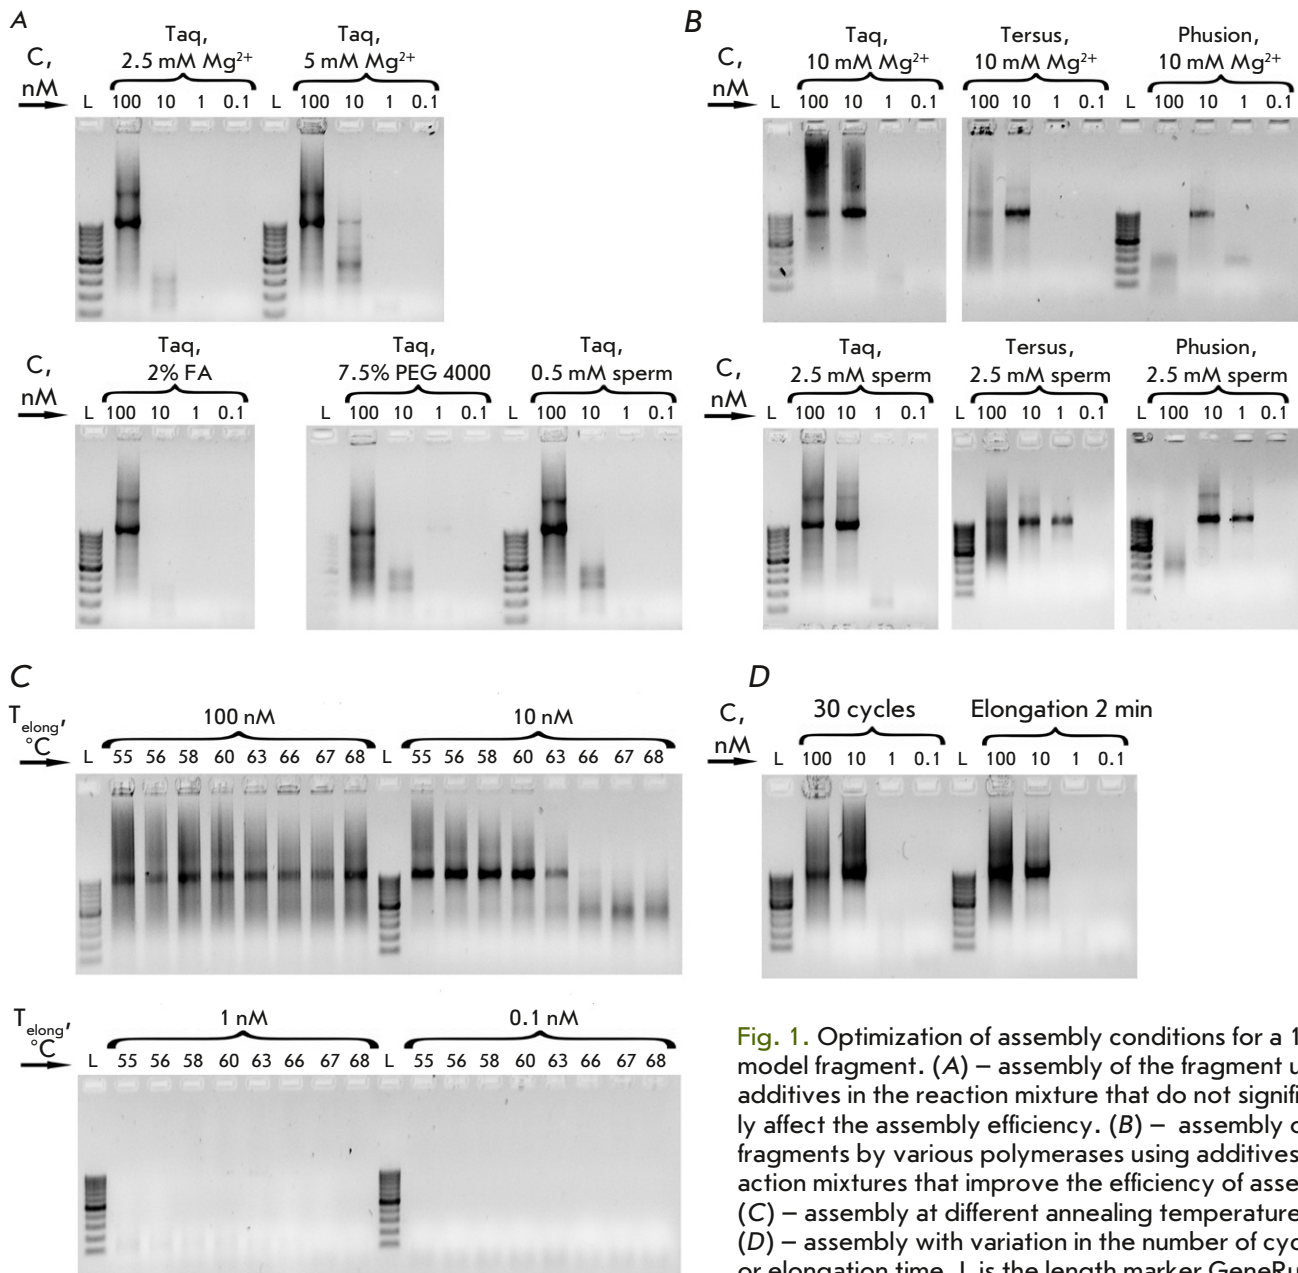 A
C,
nM
Taq,
2.5 mM Mg²⁺
Taq,
5 mM Mg²⁺
L 100 10 1 0.1 L 100 10 1 0.1
C,
nM
Taq,
2% FA
Taq,
7.5% PEG 4000
Taq,
0.5 mM sperm
L 100 10 1 0.1 L 100 10 1 0.1 L 100 10 1 0.1
B
C,
nM
Taq,
10 mM Mg²⁺
Tersus,
10 mM Mg²⁺
Phusion,
10 mM Mg²⁺
L 100 10 1 0.1 100 10 1 0.1 L 100 10 1 0.1
C,
nM
Taq,
2.5 mM sperm
Tersus,
2.5 mM sperm
Phusion,
2.5 mM sperm
L 100 10 1 0.1 L 100 10 1 0.1 L 100 10 1 0.1
C
Telong,
°C
100 nM 10 nM
L 55 56 58 60 63 66 67 68 L 55 56 58 60 63 66 67 68
Telong,
°C
1 nM 0.1 nM
L 55 56 58 60 63 66 67 68 L 55 56 58 60 63 66 67 68
D
C,
nM
30 cycles Elongation 2 min
L 100 10 1 0.1 L 100 10 1 0.1
Fig. 1. Optimization of assembly conditions for a 1
model fragment. (A) – assembly of the fragment u
additives in the reaction mixture that do not signifi
ly affect the assembly efficiency. (B) – assembly o
fragments by various polymerases using additives
action mixtures that improve the efficiency of asse
(C) – assembly at different annealing temperature
(D) – assembly with variation in the number of cyc
or elongation time. L is the length marker GeneRu